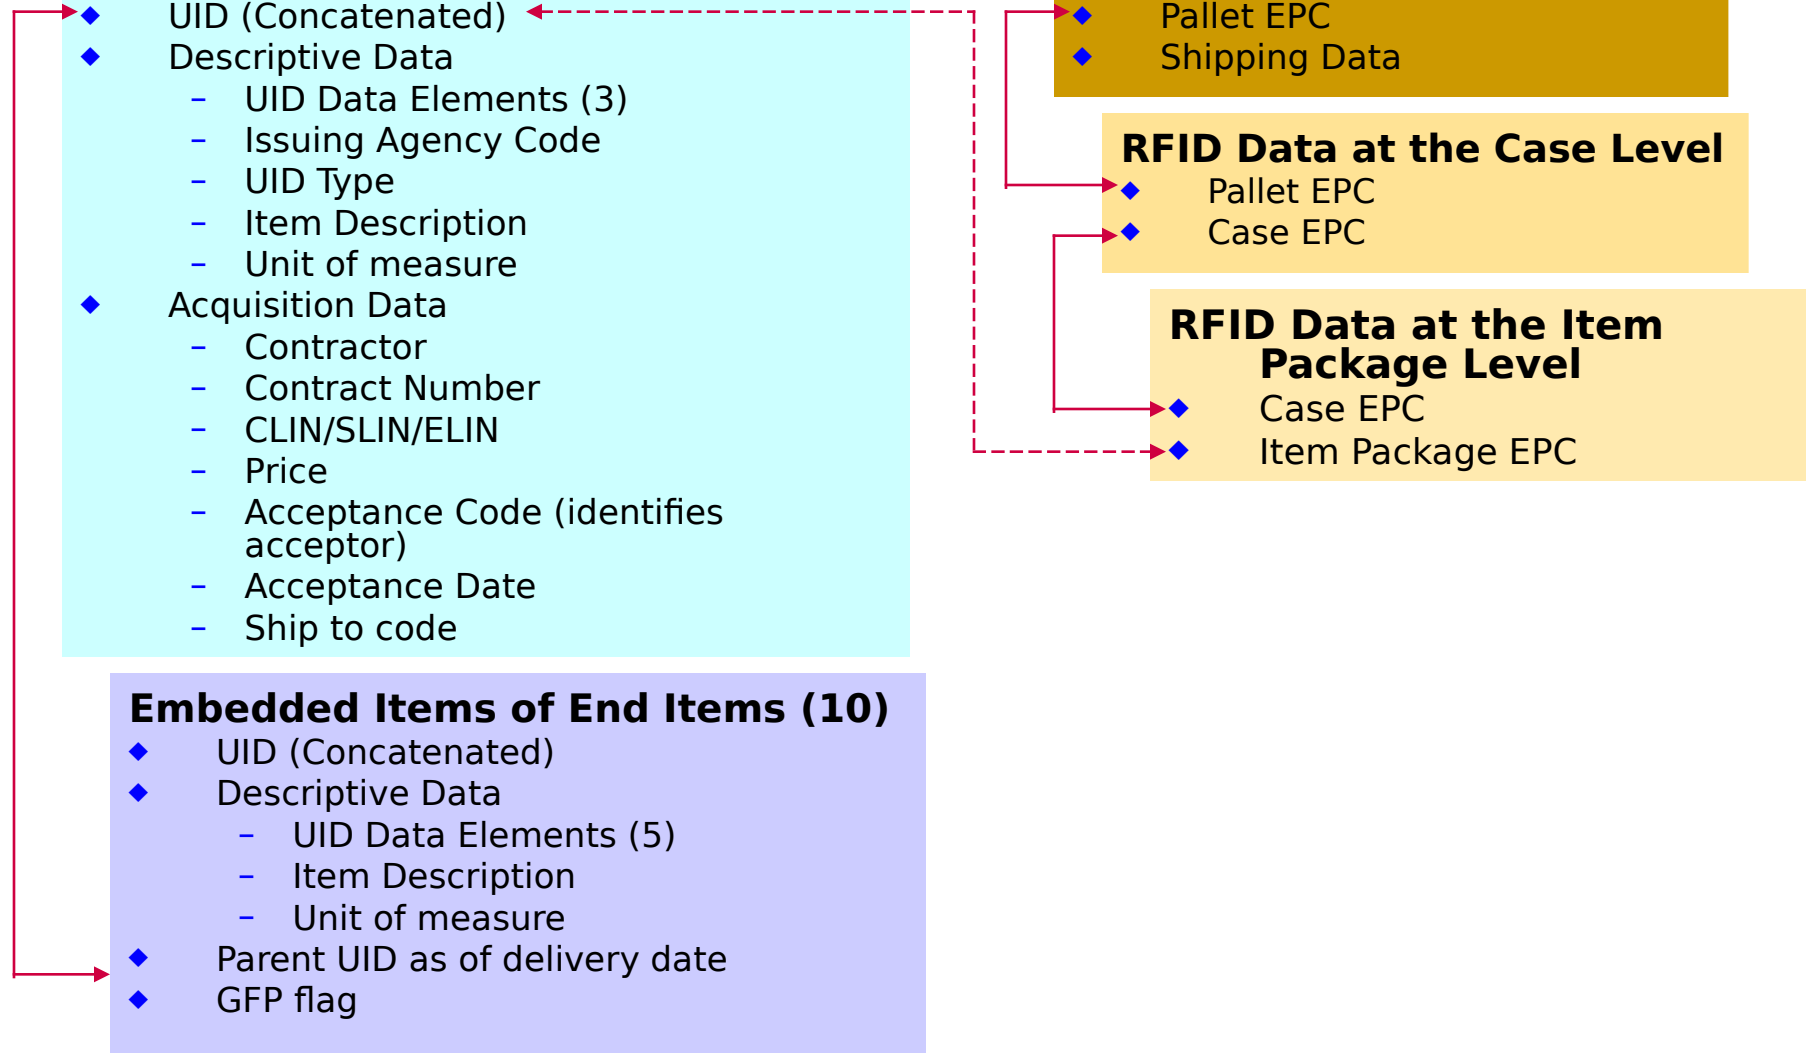 ◆ UID (Concatenated)
◆ Descriptive Data
– UID Data Elements (3)
– Issuing Agency Code
– UID Type
– Item Description
– Unit of measure
◆ Acquisition Data
– Contractor
– Contract Number
– CLIN/SLIN/ELIN
– Price
– Acceptance Code (identifies
acceptor)
– Acceptance Date
– Ship to code
Embedded Items of End Items (10)
◆ UID (Concatenated)
◆ Descriptive Data
– UID Data Elements (5)
– Item Description
– Unit of measure
◆ Parent UID as of delivery date
◆ GFP flag
◆ Pallet EPC
◆ Shipping Data
RFID Data at the Case Level
◆ Pallet EPC
◆ Case EPC
RFID Data at the Item
Package Level
◆ Case EPC
◆ Item Package EPC